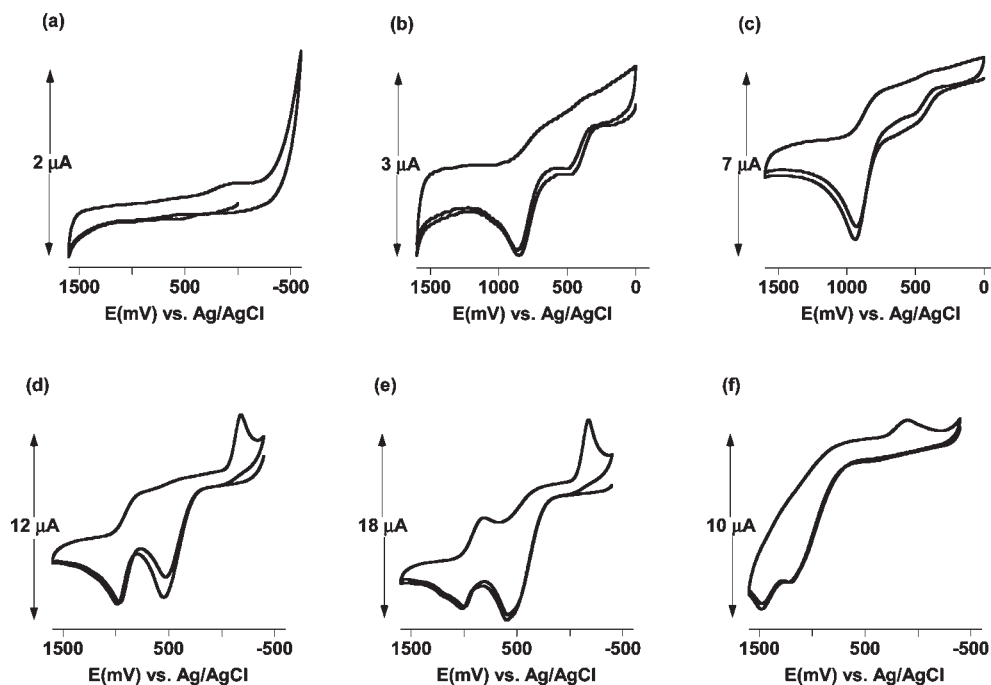 (a)
2 µA
1500 500 -500
E(mV) vs. Ag/AgCl
(b)
3 µA
1500 1000 500 0
E(mV) vs. Ag/AgCl
(c)
7 µA
1500 1000 500 0
E(mV) vs. Ag/AgCl
(d)
12 µA
1500 500 -500
E(mV) vs. Ag/AgCl
(e)
18 µA
1500 500 -500
E(mV) vs. Ag/AgCl
(f)
10 µA
1500 500 -500
E(mV) vs. Ag/AgCl